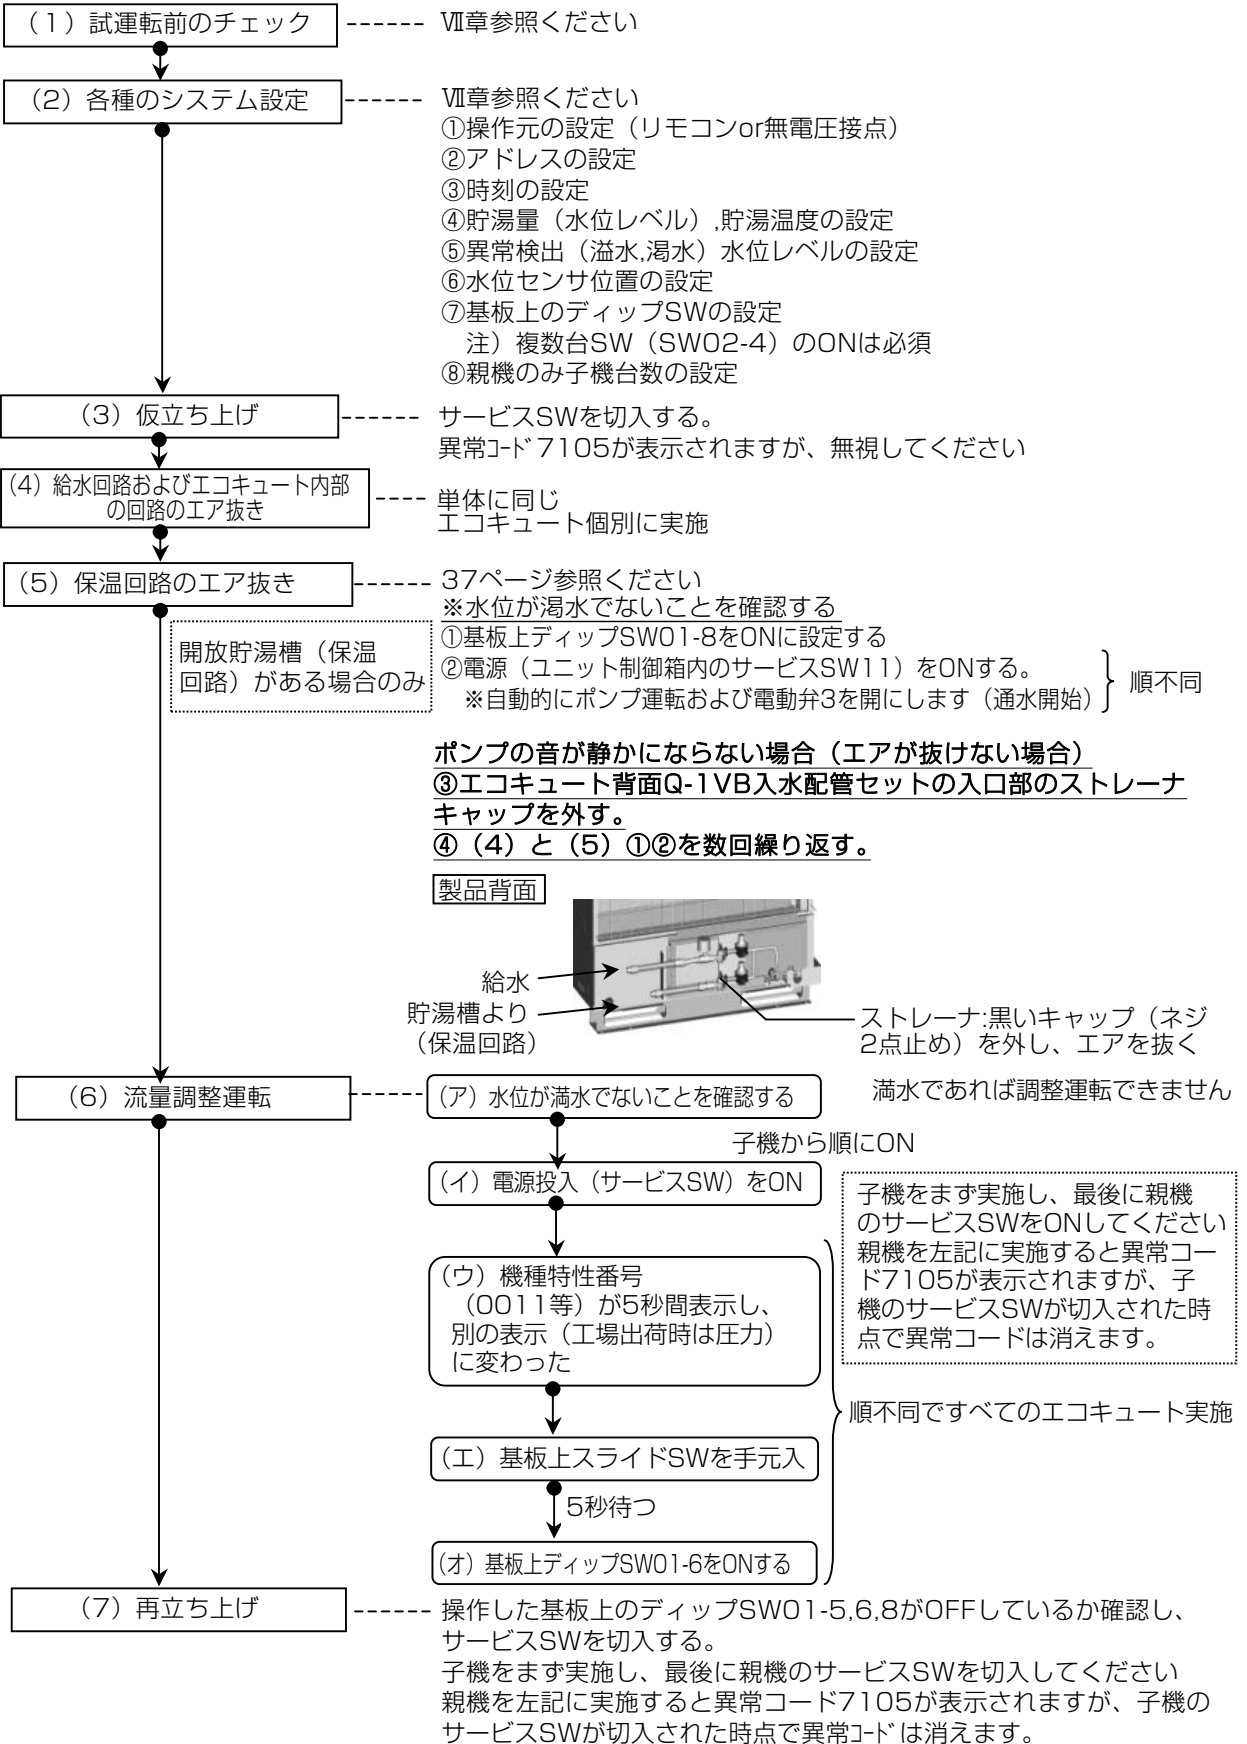 （1）試運転前のチェック
Ⅶ章参照ください
（2）各種のシステム設定
Ⅶ章参照ください
①操作元の設定（リモコンor無電圧接点）
②アドレスの設定
③時刻の設定
④貯湯量（水位レベル）,貯湯温度の設定
⑤異常検出（溢水,渇水）水位レベルの設定
⑥水位センサ位置の設定
⑦基板上のディップSWの設定
注）複数台SW（SW02-4）のONは必須
⑧親機のみ子機台数の設定
（3）仮立ち上げ
サービスSWを切入する。
異常ｺｰﾄﾞ7105が表示されますが、無視してください
（4）給水回路およびエコキュート内部
の回路のエア抜き
単体に同じ
エコキュート個別に実施
（5）保温回路のエア抜き
37ページ参照ください
※水位が渇水でないことを確認する
①基板上ディップSW01-8をONに設定する
②電源（ユニット制御箱内のサービスSW11）をONする。
※自動的にポンプ運転および電動弁3を開にします（通水開始）
順不同
開放貯湯槽（保温
回路）がある場合のみ
ポンプの音が静かにならない場合（エアが抜けない場合）
③エコキュート背面Q-1VB入水配管セットの入口部のストレーナ
キャップを外す。
④（4）と（5）①②を数回繰り返す。
製品背面
給水
貯湯槽より
（保温回路）
ストレーナ:黒いキャップ（ネジ
2点止め）を外し、エアを抜く
（6）流量調整運転
（ア）水位が満水でないことを確認する
満水であれば調整運転できません
子機から順にON
（イ）電源投入（サービスSW）をON
子機をまず実施し、最後に親機
のサービスSWをONしてください
親機を左記に実施すると異常コー
ド7105が表示されますが、子
機のサービスSWが切入された時
点で異常コードは消えます。
（ウ）機種特性番号
（0011等）が5秒間表示し、
別の表示（工場出荷時は圧力）
に変わった
順不同ですべてのエコキュート実施
（エ）基板上スライドSWを手元入
5秒待つ
（オ）基板上ディップSW01-6をONする
（7）再立ち上げ
操作した基板上のディップSW01-5,6,8がOFFしているか確認し、
サービスSWを切入する。
子機をまず実施し、最後に親機のサービスSWを切入してください
親機を左記に実施すると異常コード7105が表示されますが、子機の
サービスSWが切入された時点で異常ｺｰﾄﾞは消えます。